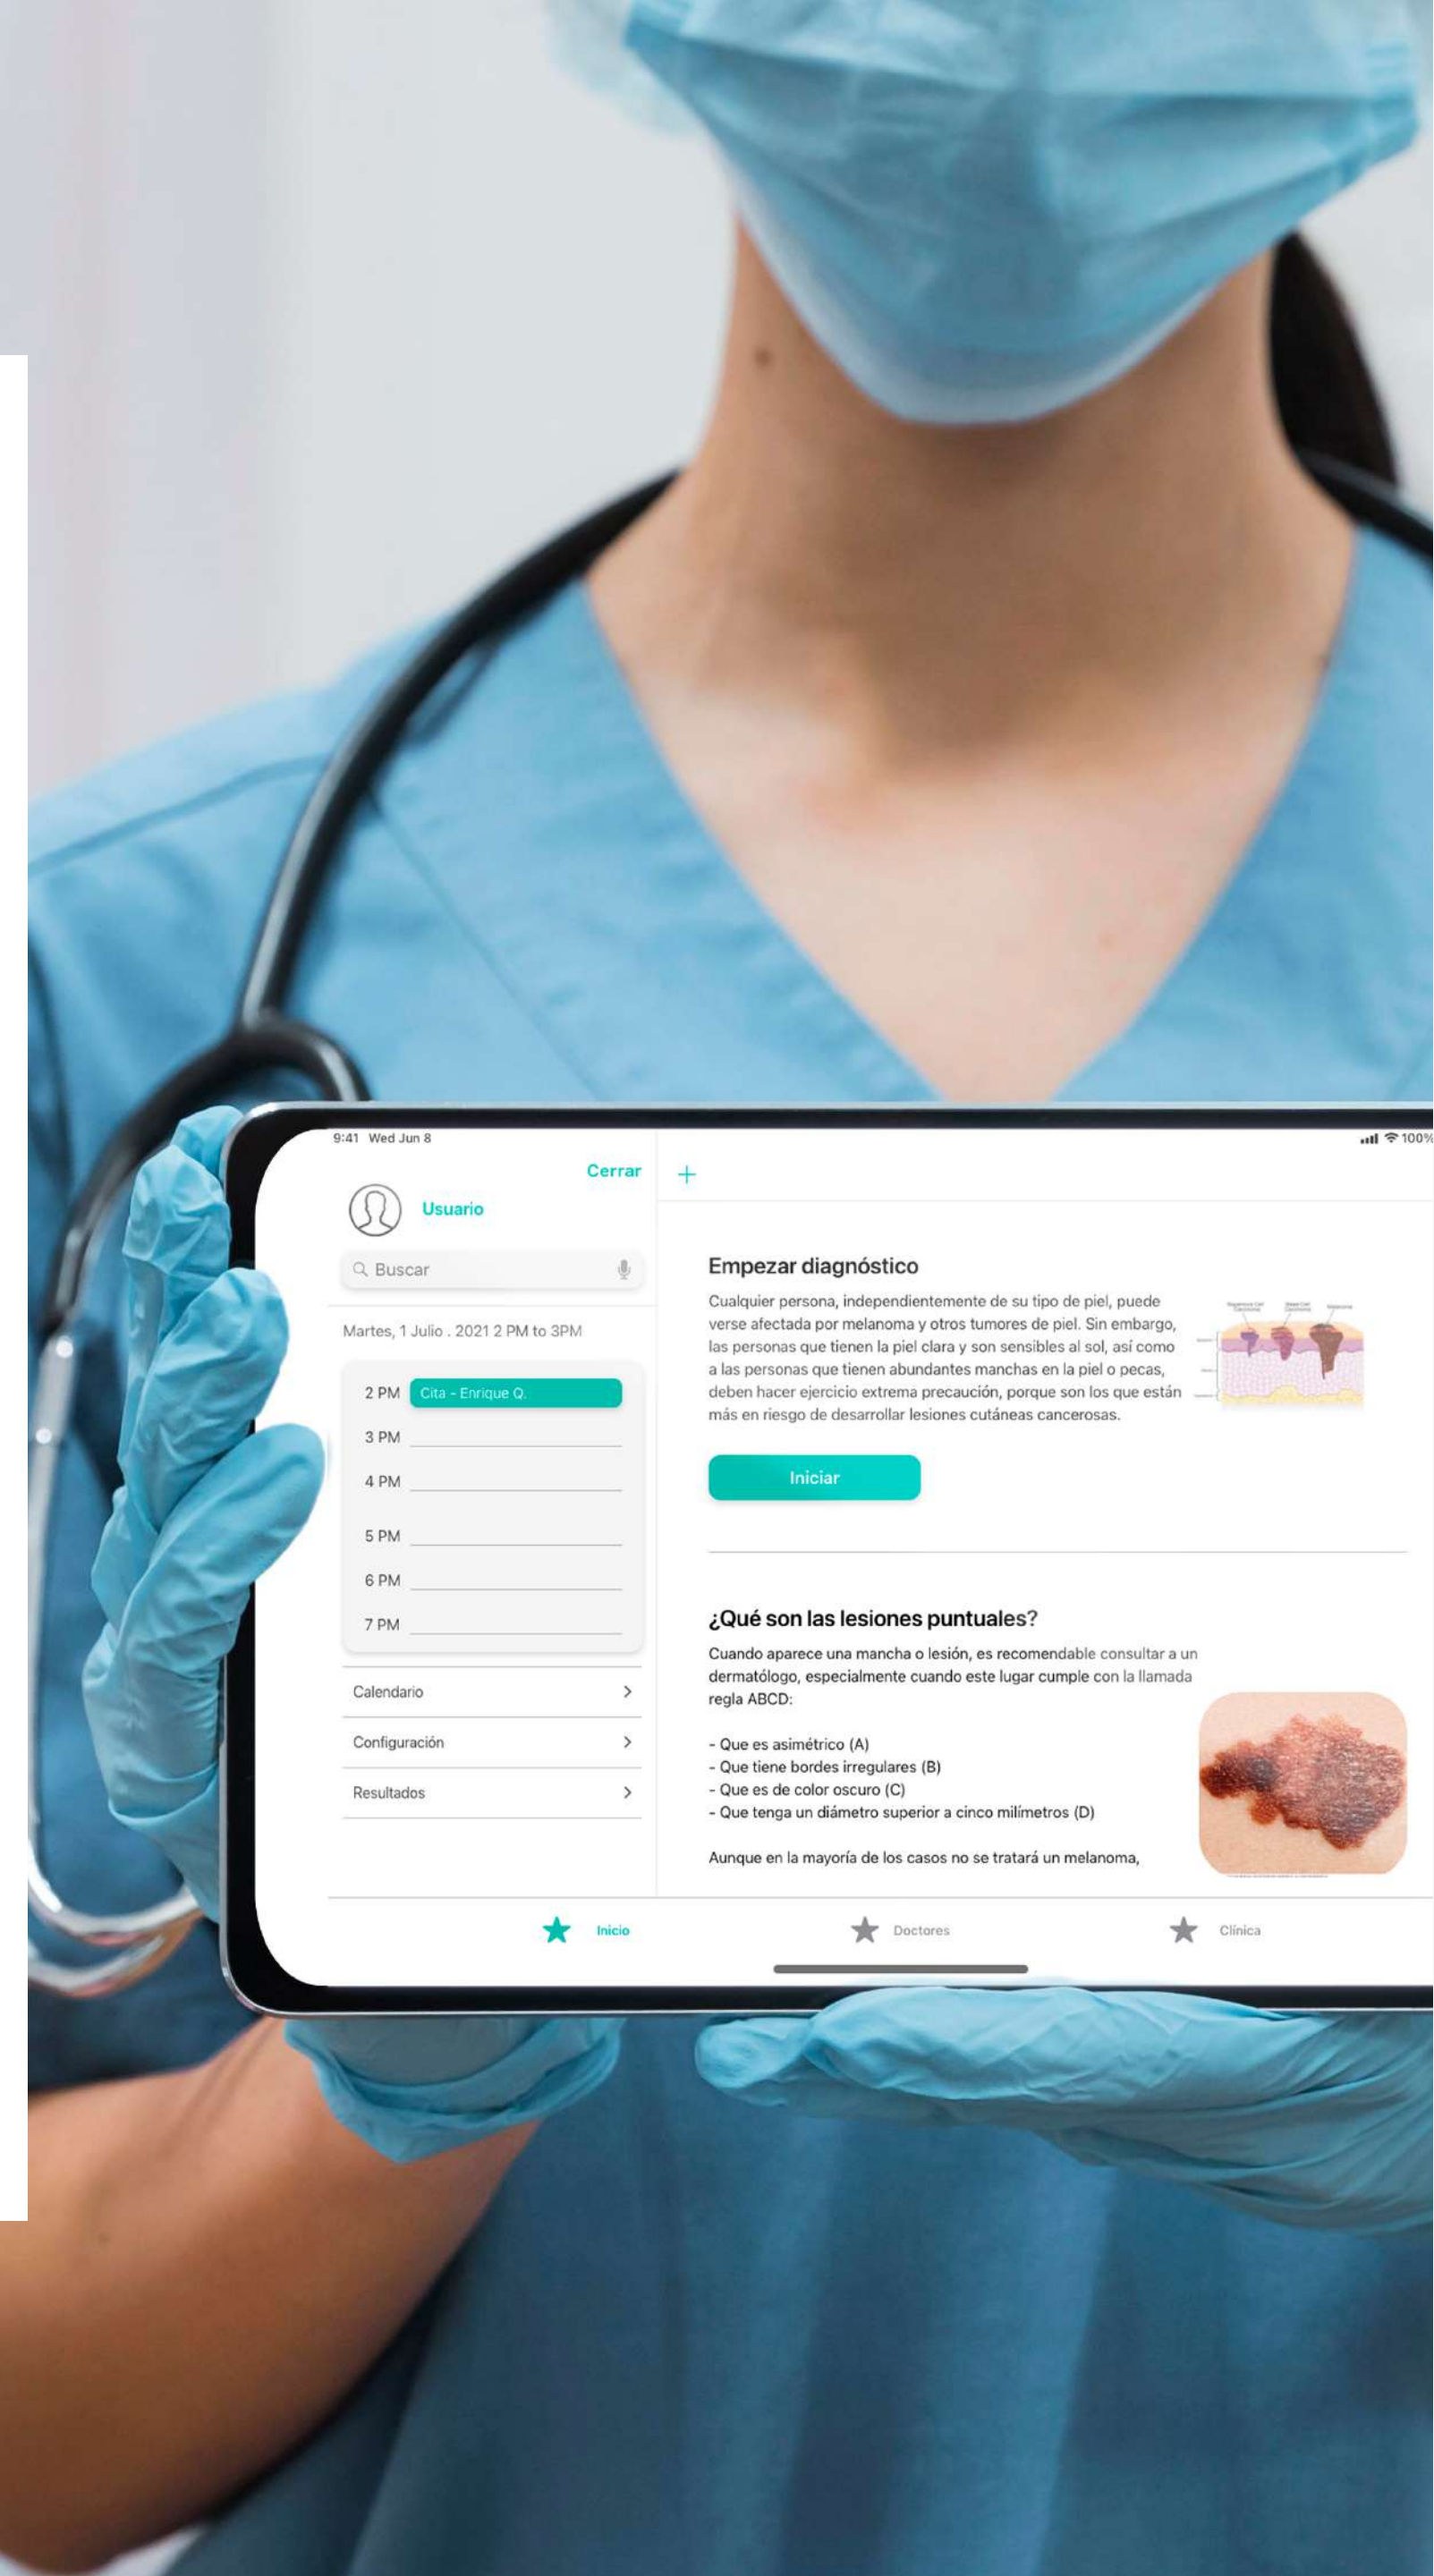 9:41 Wed Jun 8
100%
Cerrar
+
Usuario
Buscar
Martes, 1 Julio . 2021 2 PM to 3PM
2 PM Cita - Enrique Q.
3 PM
4 PM
5 PM
6 PM
7 PM
Calendario
Configuración
Resultados
Empezar diagnóstico
Cualquier persona, independientemente de su tipo de piel, puede
verse afectada por melanoma y otros tumores de piel. Sin embargo,
las personas que tienen la piel clara y son sensibles al sol, así como
a las personas que tienen abundantes manchas en la piel o pecas,
deben hacer ejercicio extrema precaución, porque son los que están
más en riesgo de desarrollar lesiones cutáneas cancerosas.
Iniciar
¿Qué son las lesiones puntuales?
Cuando aparece una mancha o lesión, es recomendable consultar a un
dermatólogo, especialmente cuando este lugar cumple con la llamada
regla ABCD:
- Que es asimétrico (A)
- Que tiene bordes irregulares (B)
- Que es de color oscuro (C)
- Que tenga un diámetro superior a cinco milímetros (D)
Aunque en la mayoría de los casos no se tratará un melanoma,
Inicio
Doctores
Clínica